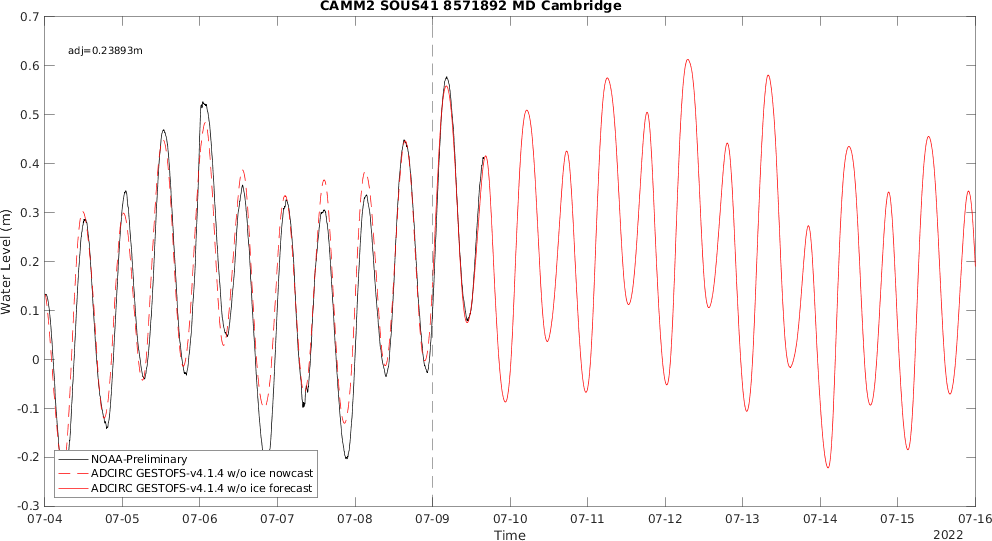 CAMM2 SOUS41 8571892 MD Cambridge
adj=0.23893m
0.7
0.6
0.5
0.4
0.3
0.2
0.1
0
-0.1
-0.2
-0.3
Water Level (m)
NOAA-Preliminary
ADCIRC GESTOFS-v4.1.4 w/o ice nowcast
ADCIRC GESTOFS-v4.1.4 w/o ice forecast
07-04 07-05 07-06 07-07 07-08 07-09 07-10 07-11 07-12 07-13 07-14 07-15 07-16
Time
2022